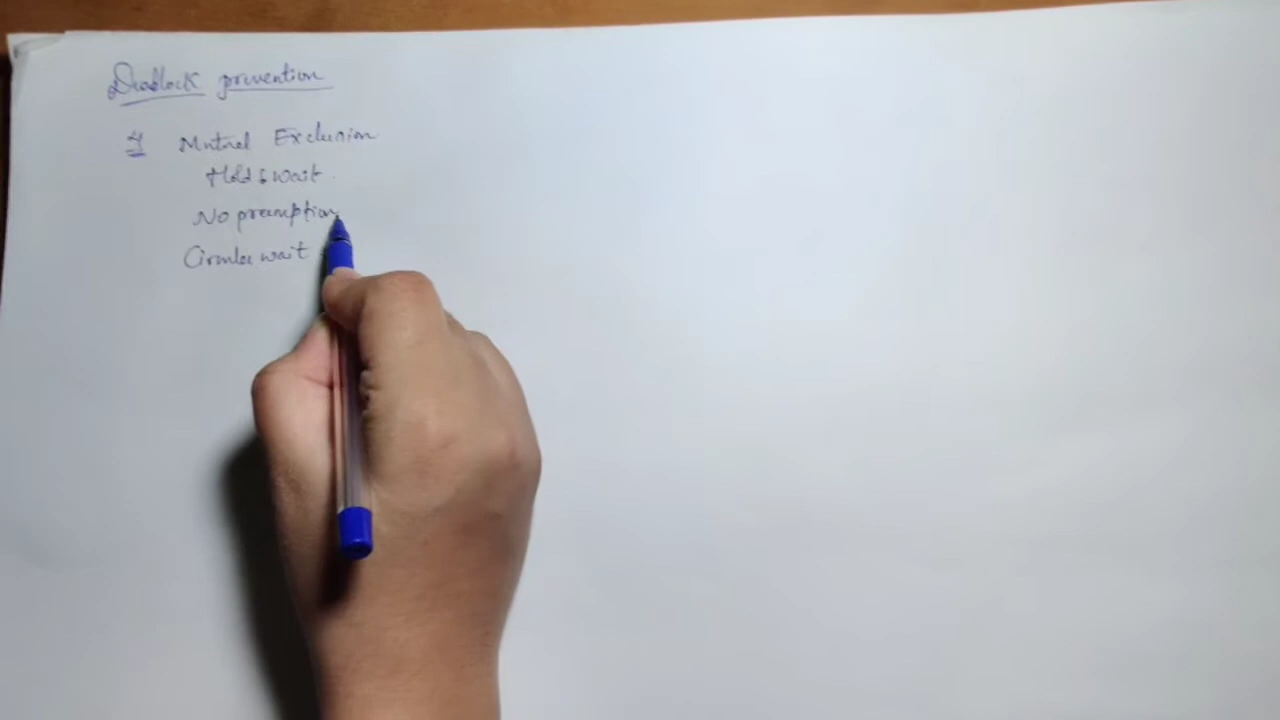 Deadlock prevention
4 Mutual Exclusion
Hold & wait
No preemption
Circular wait